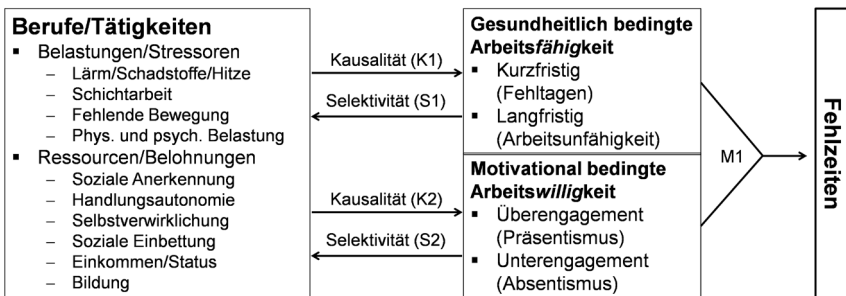 Berufe/Tätigkeiten
▪ Belastungen/Stressoren
– Lärm/Schadstoffe/Hitze
– Schichtarbeit
– Fehlende Bewegung
– Phys. und psych. Belastung
▪ Ressourcen/Belohnungen
– Soziale Anerkennung
– Handlungsautonomie
– Selbstverwirklichung
– Soziale Einbettung
– Einkommen/Status
– Bildung
Kausalität (K1)
Selektivität (S1)
Kausalität (K2)
Selektivität (S2)
Gesundheitlich bedingte
Arbeitsfähigkeit
▪ Kurzfristig
(Fehltagen)
▪ Langfristig
(Arbeitsunfähigkeit)
Motivational bedingte
Arbeitswilligkeit
▪ Überengagement
(Präsentismus)
▪ Unterengagement
(Absentismus)
M1
Fehlzeiten